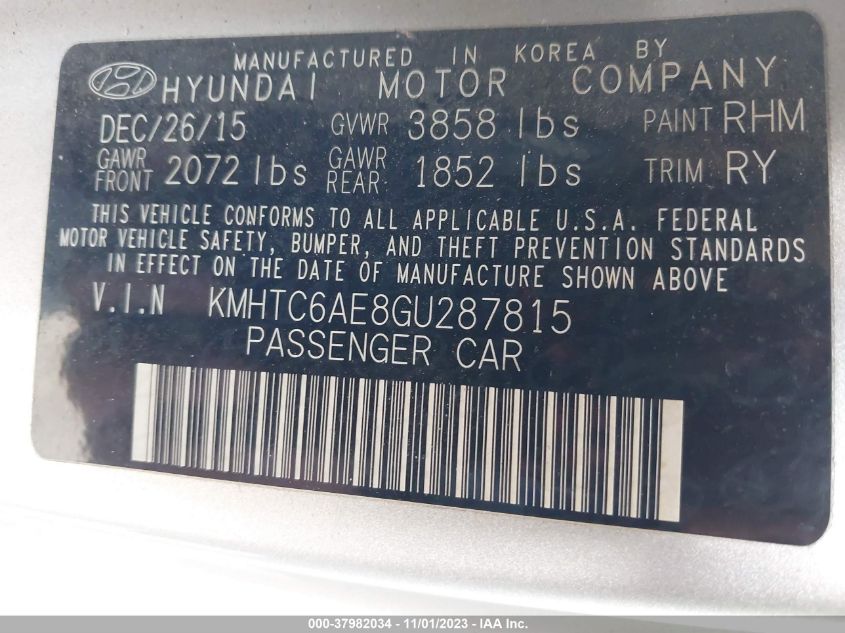 MANUFACTURED IN KOREA BY
HYUNDAI MOTOR COMPANY
DEC/26/15 GVWR 3858 lbs PAINT RHM
GAWR FRONT 2072 lbs GAWR REAR 1852 lbs TRIM RY
THIS VEHICLE CONFORMS TO ALL APPLICABLE U.S.A. FEDERAL
MOTOR VEHICLE SAFETY, BUMPER, AND THEFT PREVENTION STANDARDS
IN EFFECT ON THE DATE OF MANUFACTURE SHOWN ABOVE
V.I.N KMHTC6AE8GU287815
PASSENGER CAR
000-37982034 - 11/01/2023 - IAA Inc.